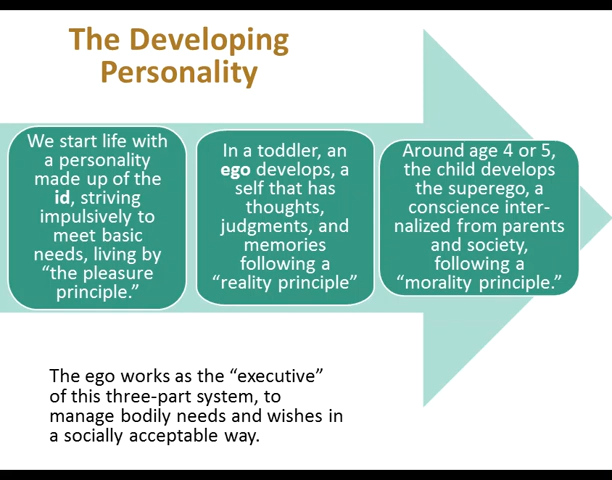 The Developing
Personality
We start life with
a personality
made up of the
id, striving
impulsively to
meet basic
needs, living by
“the pleasure
principle.”
In a toddler, an
ego develops, a
self that has
thoughts,
judgments, and
memories
following a
“reality principle”
Around age 4 or 5,
the child develops
the superego, a
conscience inter-
nalized from parents
and society,
following a
“morality principle.”
The ego works as the “executive”
of this three-part system, to
manage bodily needs and wishes in
a socially acceptable way.